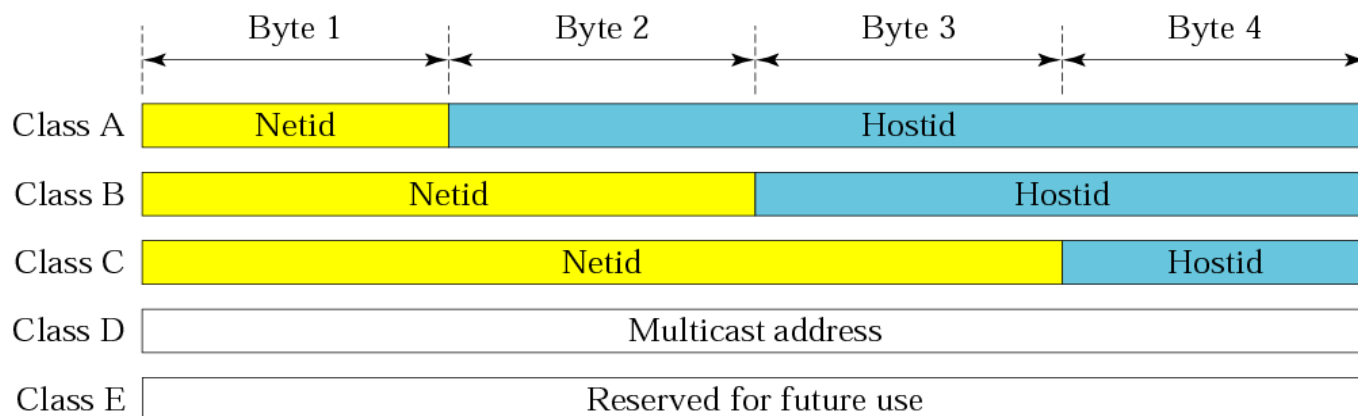 Byte 1 Byte 2 Byte 3 Byte 4
Class A Netid Hostid
Class B Netid Hostid
Class C Netid Hostid
Class D Multicast address
Class E Reserved for future use